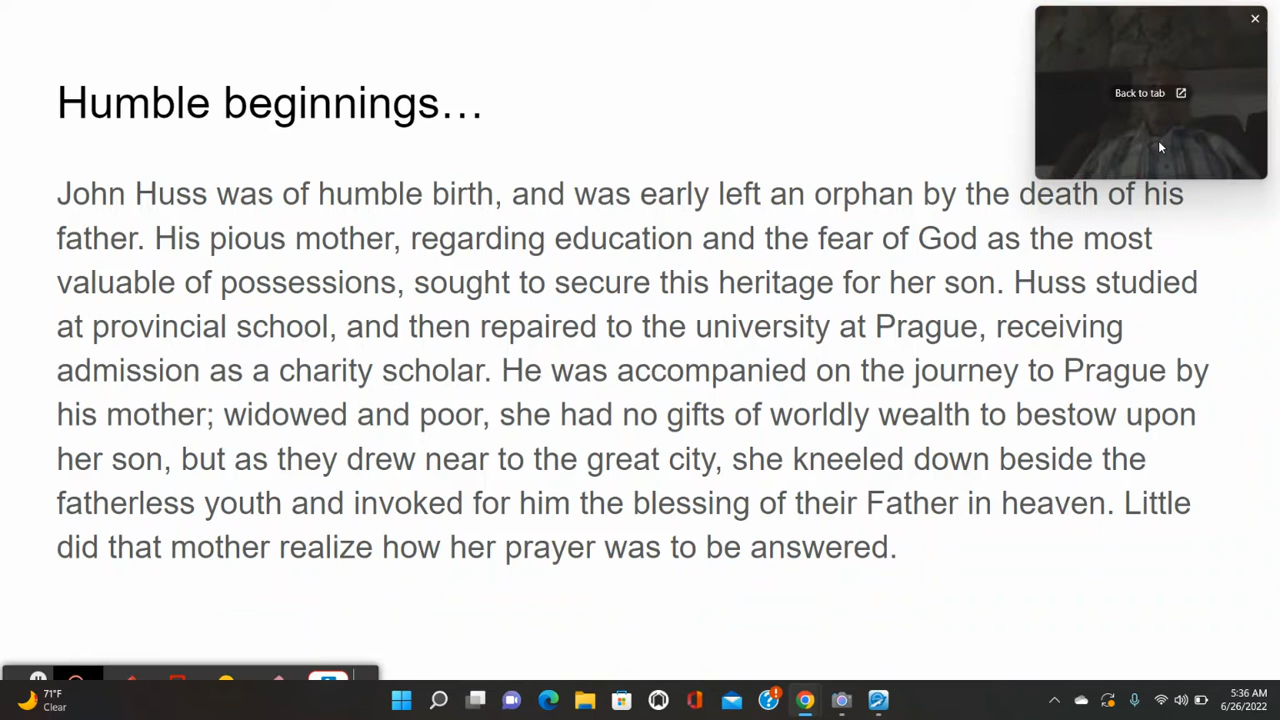 Humble beginnings…
Back to tab
John Huss was of humble birth, and was early left an orphan by the death of his
father. His pious mother, regarding education and the fear of God as the most
valuable of possessions, sought to secure this heritage for her son. Huss studied
at provincial school, and then repaired to the university at Prague, receiving
admission as a charity scholar. He was accompanied on the journey to Prague by
his mother; widowed and poor, she had no gifts of worldly wealth to bestow upon
her son, but as they drew near to the great city, she kneeled down beside the
fatherless youth and invoked for him the blessing of their Father in heaven. Little
did that mother realize how her prayer was to be answered.
71°F
Clear
5:36 AM
6/26/2022